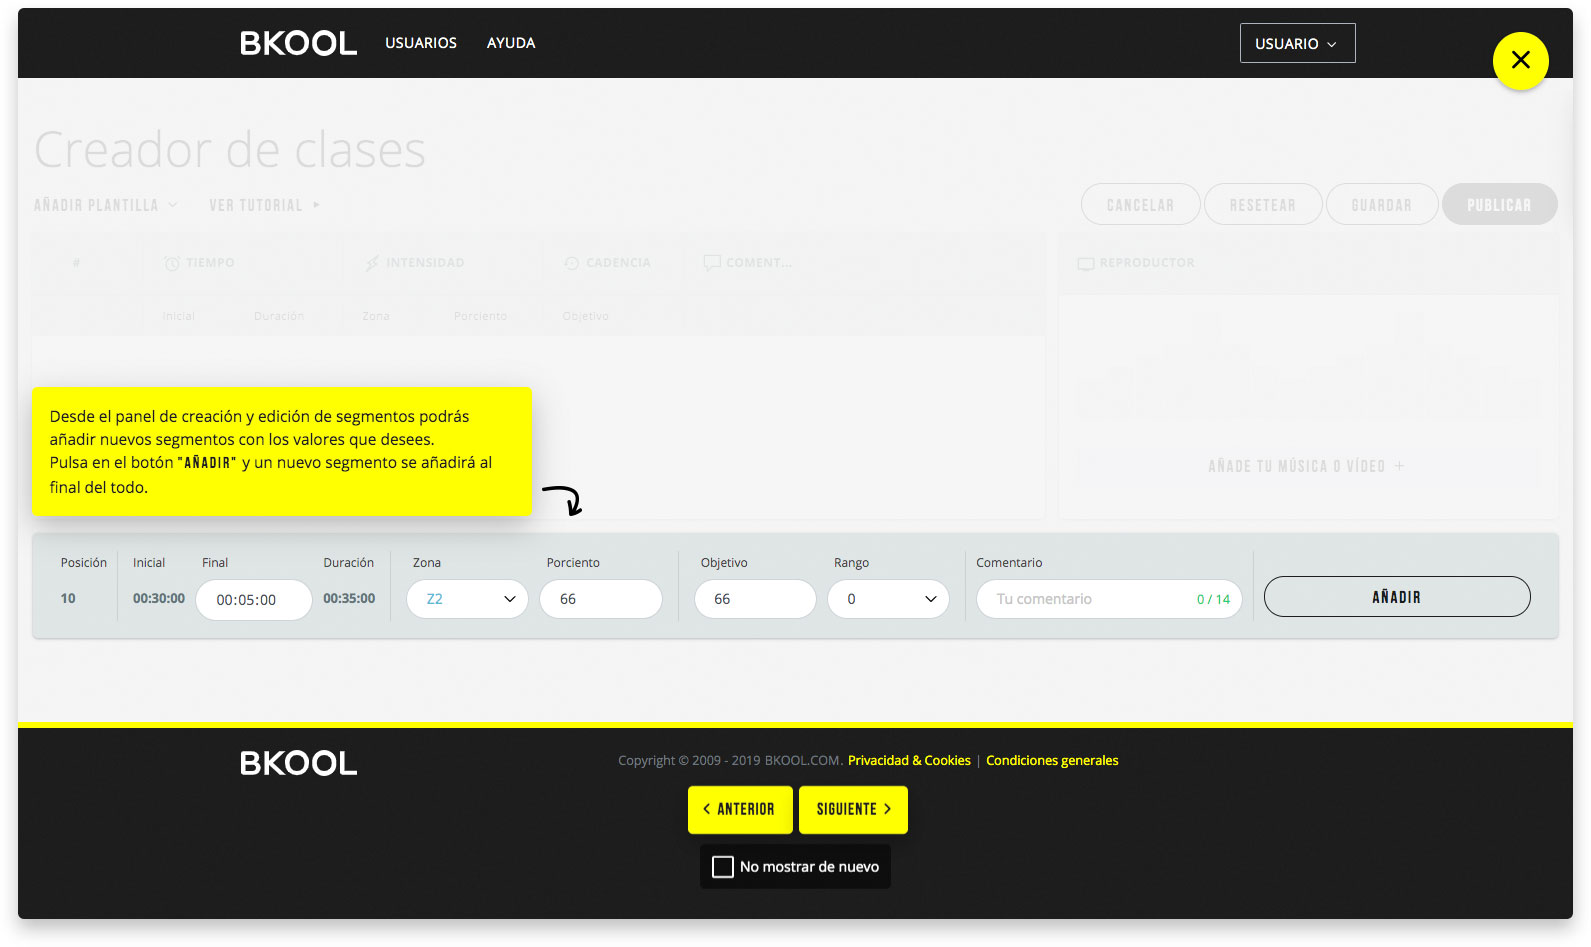 BKOOL USUARIOS AYUDA USUARIO
Creador de clases
AÑADIR PLANTILLA VER TUTORIAL CANCELAR RESETEAR GUARDAR PUBLICAR
# TIEMPO INTENSIDAD CADENCIA COMENT... REPRODUCTOR
Inicial Duración Zona Porciento Objetivo
Desde el panel de creación y edición de segmentos podrás
añadir nuevos segmentos con los valores que desees.
Pulsa en el botón "AÑADIR" y un nuevo segmento se añadirá al
final del todo.
AÑADE TU MÚSICA O VÍDEO +
Posición Inicial Final Duración Zona Porciento Objetivo Rango Comentario
10 00:30:00 00:05:00 00:35:00 Z2 66 66 0 Tu comentario 0 / 14 AÑADIR
BKOOL Copyright © 2009 - 2019 BKOOL.COM. Privacidad & Cookies | Condiciones generales
< ANTERIOR SIGUIENTE >
No mostrar de nuevo